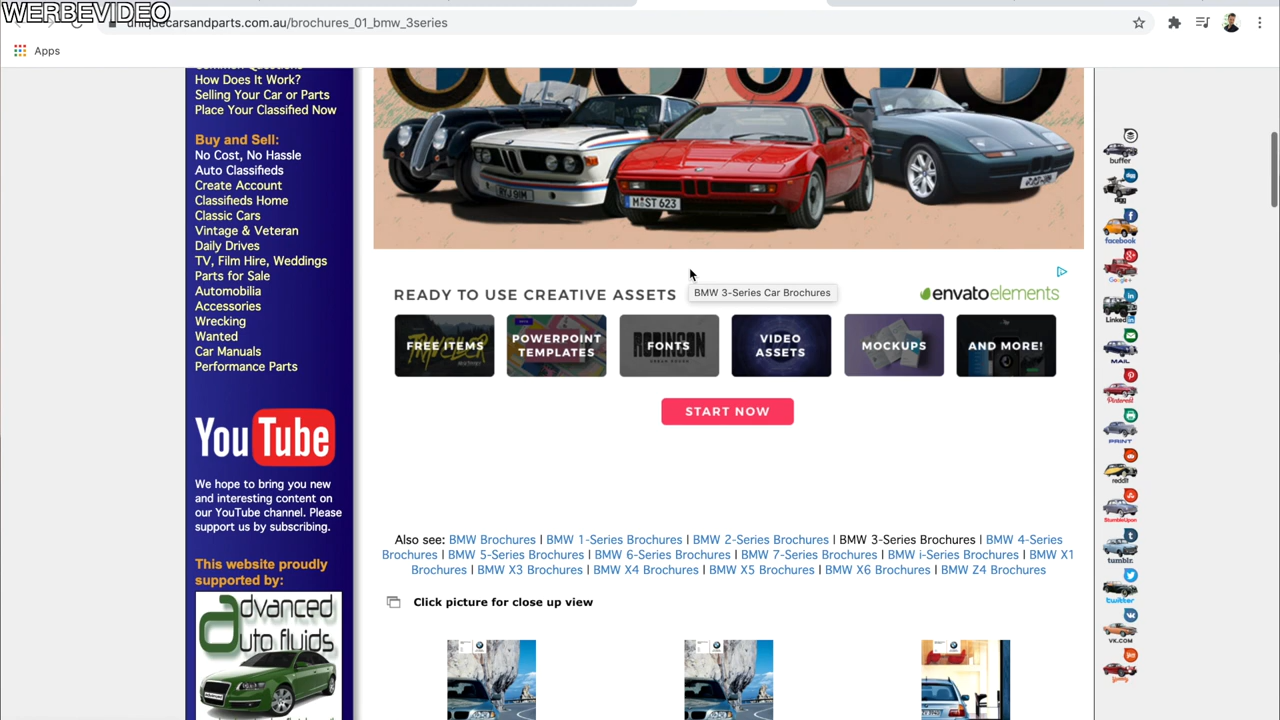 WERBEVIDEO
uniquecarsandparts.com.au/brochures_01_bmw_3series
Apps
Common Questions
How Does It Work?
Selling Your Car or Parts
Place Your Classified Now
Buy and Sell:
No Cost, No Hassle
Auto Classifieds
Create Account
Classifieds Home
Classic Cars
Vintage & Veteran
Daily Drives
TV, Film Hire, Weddings
Parts for Sale
Automobilia
Accessories
Wrecking
Wanted
Car Manuals
Performance Parts
YouTube
We hope to bring you new
and interesting content on
our YouTube channel. Please
support us by subscribing.
This website proudly
supported by:
advanced
auto fluids
M·ST 623
READY TO USE CREATIVE ASSETS
BMW 3-Series Car Brochures
envatoelements
FREE ITEMS
POWERPOINT
TEMPLATES
FONTS
VIDEO
ASSETS
MOCKUPS
AND MORE!
START NOW
Also see: BMW Brochures | BMW 1-Series Brochures | BMW 2-Series Brochures | BMW 3-Series Brochures | BMW 4-Series
Brochures | BMW 5-Series Brochures | BMW 6-Series Brochures | BMW 7-Series Brochures | BMW i-Series Brochures | BMW X1
Brochures | BMW X3 Brochures | BMW X4 Brochures | BMW X5 Brochures | BMW X6 Brochures | BMW Z4 Brochures
Click picture for close up view
buffer
digg
facebook
Google+
LinkedIn
MAIL
Pinterest
PRINT
reddit
StumbleUpon
tumblr.
twitter
VK.COM
Yummly